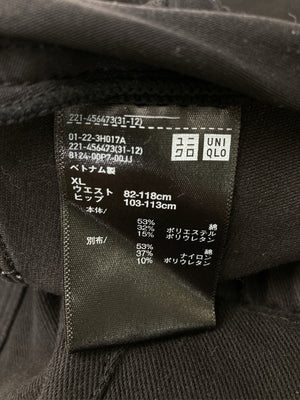 221-456473(31-12)
01-22-3H017A
221-456473(31-12)
8124-00P7-00JJ
ユニ
クロ
UNI
QLO
ベトナム製
XL
ウエスト 82-118cm
ヒップ 103-113cm
本体/
53% 綿
32% ポリエステル
15% ポリウレタン
別布/
53% 綿
37% ナイロン
10% ポリウレタン